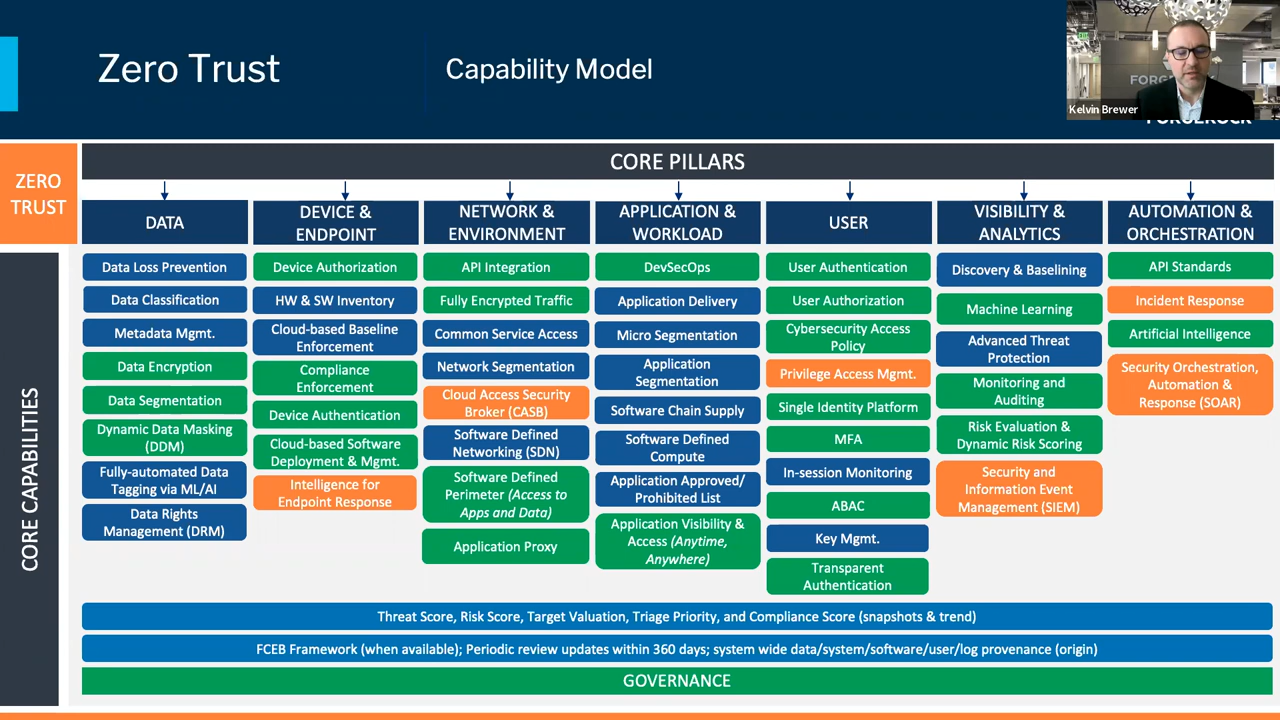 Zero Trust
Capability Model
Kelvin Brewer
ZERO
TRUST
CORE PILLARS
DATA
DEVICE &
ENDPOINT
NETWORK &
ENVIRONMENT
APPLICATION &
WORKLOAD
USER
VISIBILITY &
ANALYTICS
AUTOMATION &
ORCHESTRATION
CORE CAPABILITIES
Data Loss Prevention
Data Classification
Metadata Mgmt.
Data Encryption
Data Segmentation
Dynamic Data Masking
(DDM)
Fully-automated Data
Tagging via ML/AI
Data Rights
Management (DRM)
Device Authorization
HW & SW Inventory
Cloud-based Baseline
Enforcement
Compliance
Enforcement
Device Authentication
Cloud-based Software
Deployment & Mgmt.
Intelligence for
Endpoint Response
API Integration
Fully Encrypted Traffic
Common Service Access
Network Segmentation
Cloud Access Security
Broker (CASB)
Software Defined
Networking (SDN)
Software Defined
Perimeter (Access to
Apps and Data)
Application Proxy
DevSecOps
Application Delivery
Micro Segmentation
Application
Segmentation
Software Chain Supply
Software Defined
Compute
Application Approved/
Prohibited List
Application Visibility &
Access (Anytime,
Anywhere)
User Authentication
User Authorization
Cybersecurity Access
Policy
Privilege Access Mgmt.
Single Identity Platform
MFA
In-session Monitoring
ABAC
Key Mgmt.
Transparent
Authentication
Discovery & Baselining
Machine Learning
Advanced Threat
Protection
Monitoring and
Auditing
Risk Evaluation &
Dynamic Risk Scoring
Security and
Information Event
Management (SIEM)
API Standards
Incident Response
Artificial Intelligence
Security Orchestration,
Automation &
Response (SOAR)
Threat Score, Risk Score, Target Valuation, Triage Priority, and Compliance Score (snapshots & trend)
FCEB Framework (when available); Periodic review updates within 360 days; system wide data/system/software/user/log provenance (origin)
GOVERNANCE